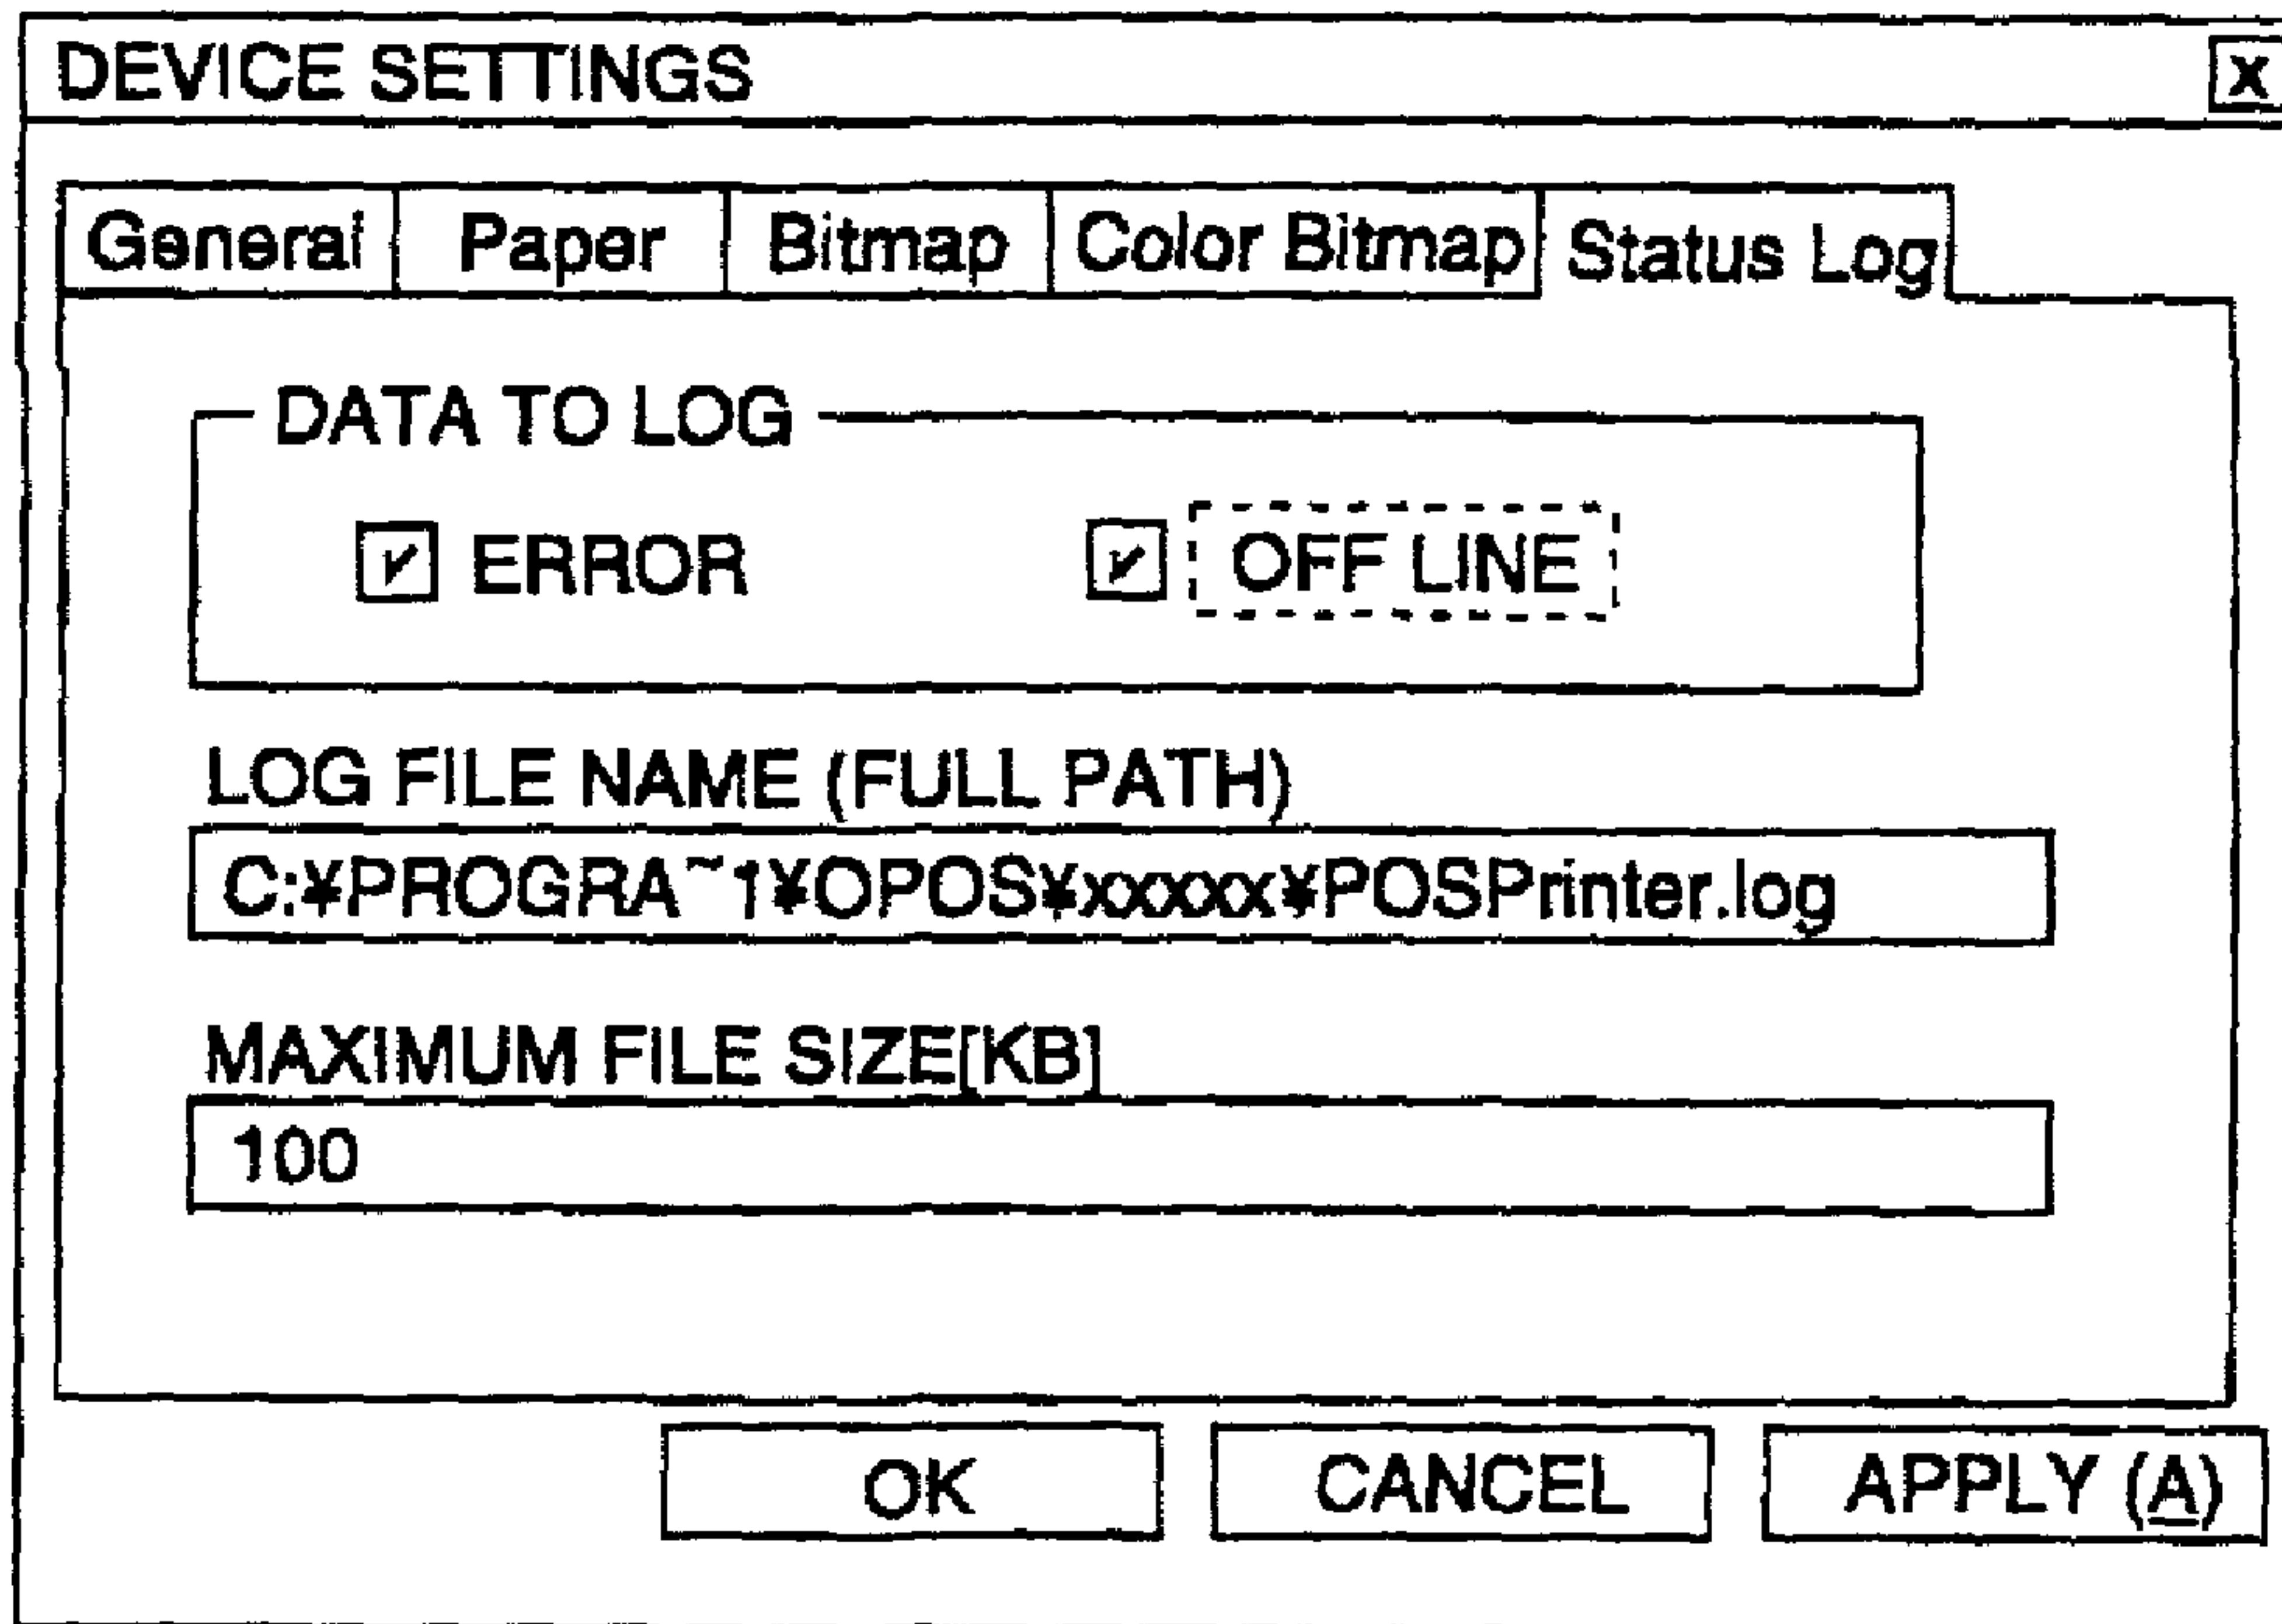 DEVICE SETTINGS X
General Paper Bitmap Color Bitmap Status Log
DATA TO LOG
ERROR OFF LINE
LOG FILE NAME (FULL PATH)
C:¥PROGRA~1¥OPOS¥xxxxx¥POSPrinter.log
MAXIMUM FILE SIZE[KB]
100
OK CANCEL APPLY (A)